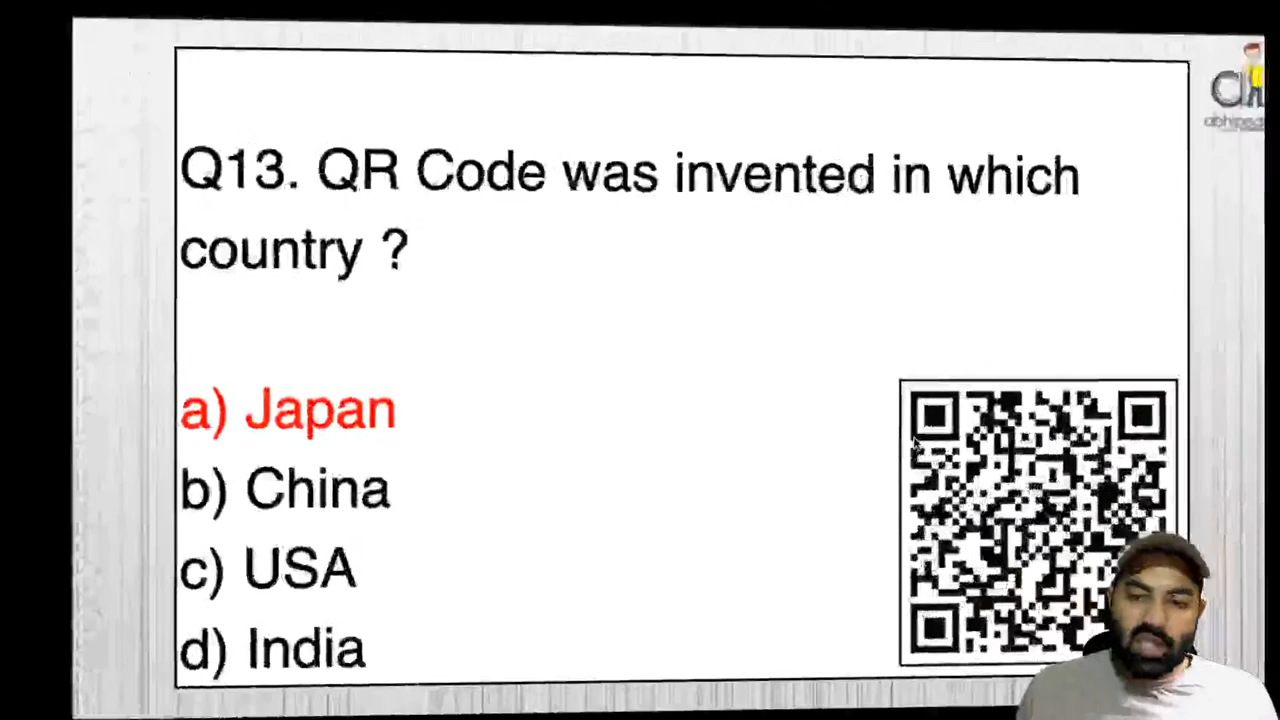 Q13. QR Code was invented in which
country ?
a) Japan
b) China
c) USA
d) India